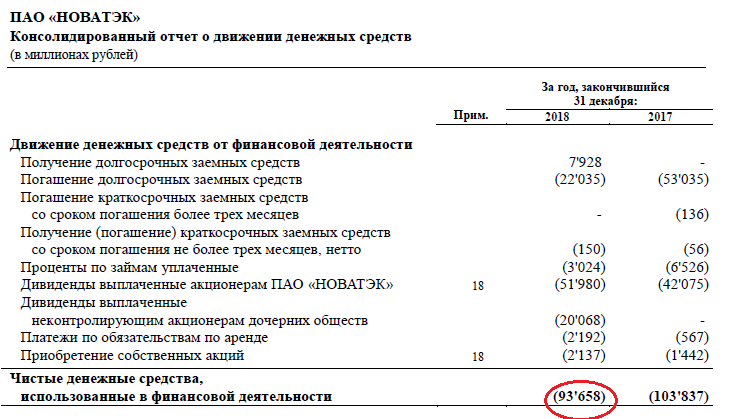 ПАО «НОВАТЭК»
Консолидированный отчет о движении денежных средств
(в миллионах рублей)
За год, закончившийся
31 декабря:
Прим. 2018 2017
Движение денежных средств от финансовой деятельности
Получение долгосрочных заемных средств 7'928 -
Погашение долгосрочных заемных средств (22'035) (53'035)
Погашение краткосрочных заемных средств
со сроком погашения более трех месяцев - (136)
Получение (погашение) краткосрочных заемных средств
со сроком погашения не более трех месяцев, нетто (150) (56)
Проценты по займам уплаченные (3'024) (6'526)
Дивиденды выплаченные акционерам ПАО «НОВАТЭК» 18 (51'980) (42'075)
Дивиденды выплаченные
неконтролирующим акционерам дочерних обществ (20'068) -
Платежи по обязательствам по аренде (2'192) (567)
Приобретение собственных акций 18 (2'137) (1'442)
Чистые денежные средства,
использованные в финансовой деятельности (93'658) (103'837)